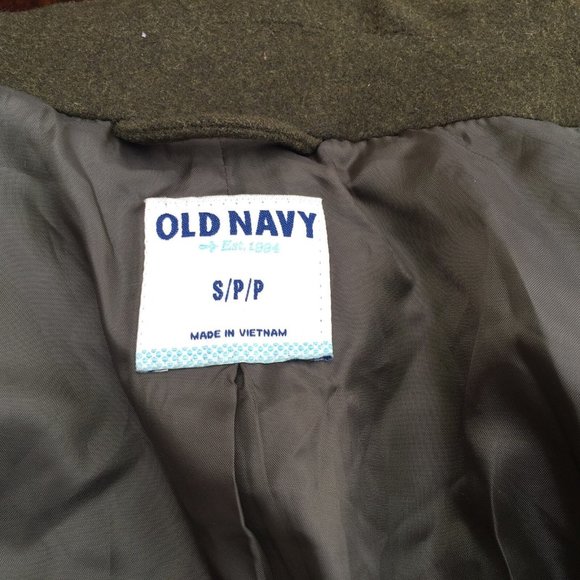 OLD NAVY
Est. 1994
S/P/P
MADE IN VIETNAM